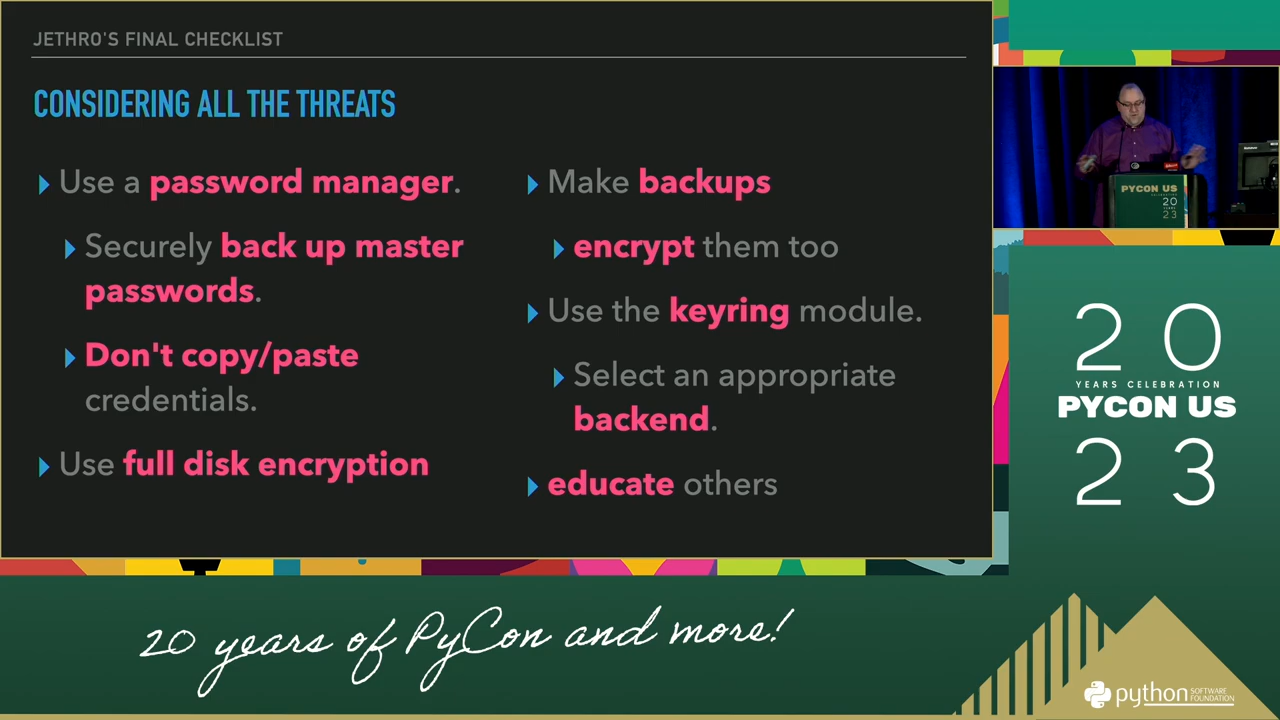 JETHRO'S FINAL CHECKLIST
CONSIDERING ALL THE THREATS
Use a password manager.
Securely back up master
passwords.
Don't copy/paste
credentials.
Use full disk encryption
Make backups
encrypt them too
Use the keyring module.
Select an appropriate
backend.
educate others
PYCON US
CELEBRATION
20
YEARS
23
20
YEARS CELEBRATION
PYCON US
23
20 years of PyCon and more!
python SOFTWARE
FOUNDATION